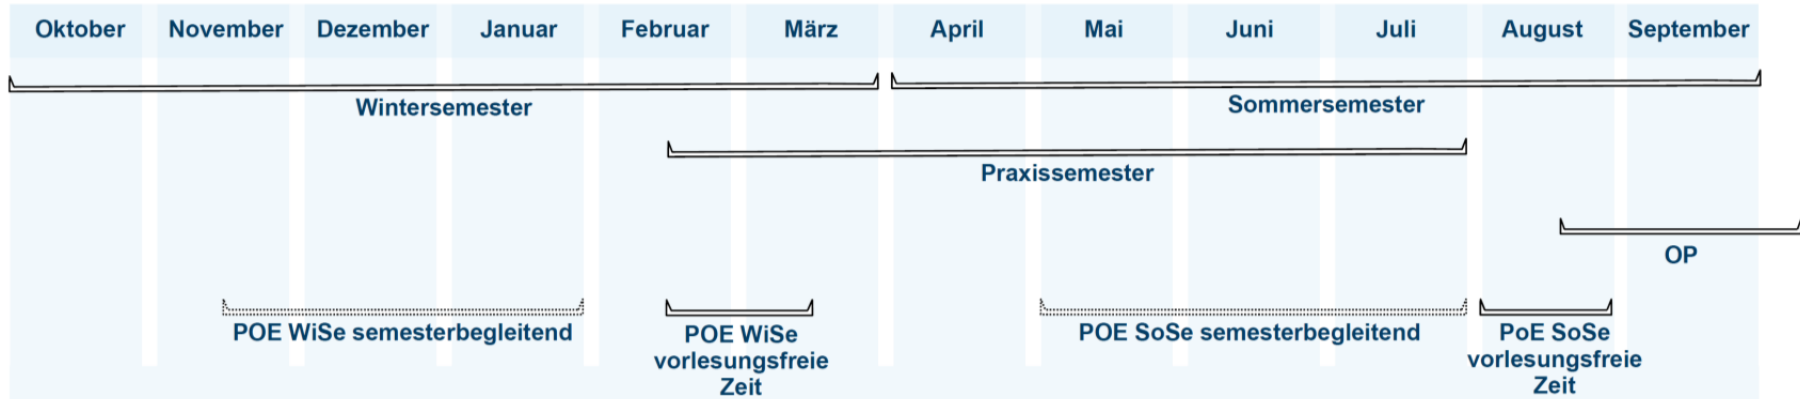 Oktober November Dezember Januar Februar März April Mai Juni Juli August September
Wintersemester Sommersemester
Praxissemester
OP
POE WiSe semesterbegleitend
POE WiSe
vorlesungsfreie
Zeit
POE SoSe semesterbegleitend
PoE SoSe
vorlesungsfreie
Zeit